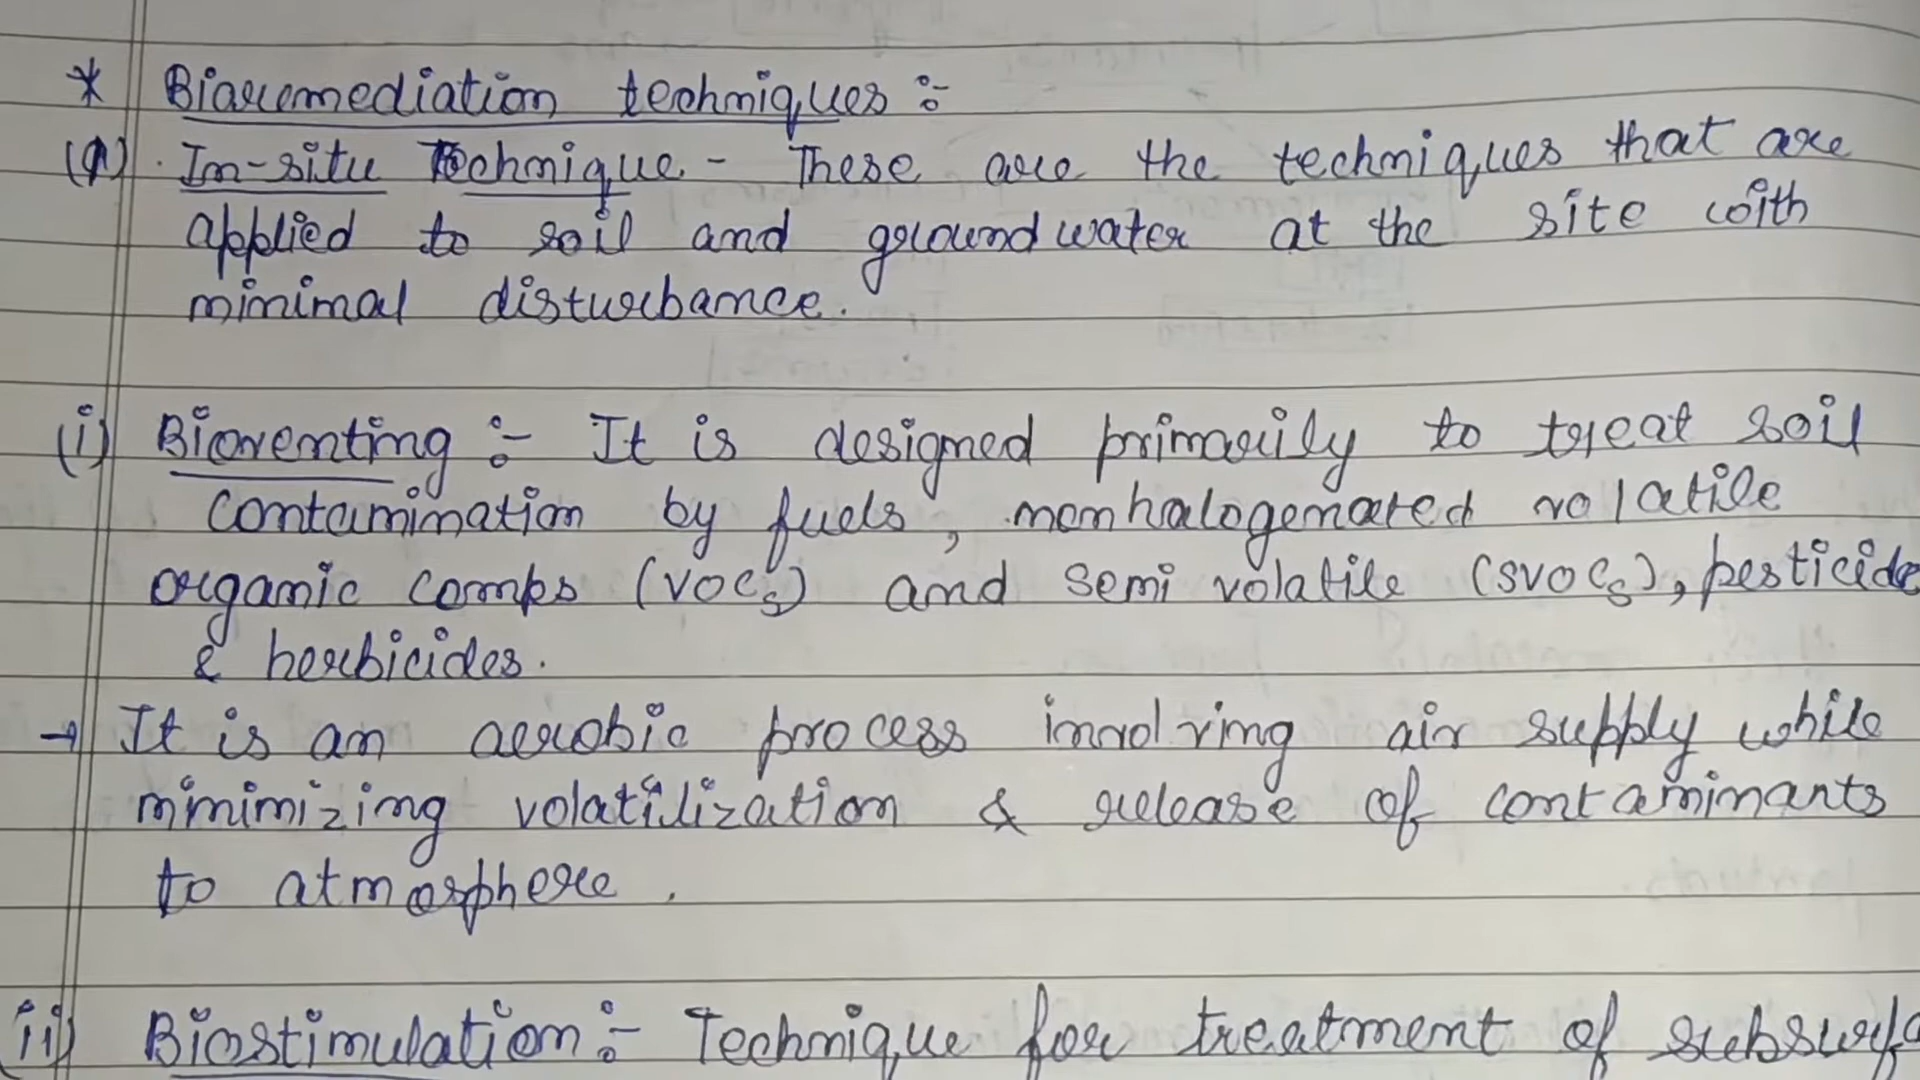 * Bioremediation techniques :-
(A). In-situ Technique - These are the techniques that are
applied to soil and groundwater at the site with
minimal disturbance.
(i) Bioventing :- It is designed primarily to treat soil
contamination by fuels, nonhalogenated volatile
organic comps (VOCs) and semi volatile (SVOCs), pesticide
& herbicides.
→ It is an aerobic process involving air supply while
minimizing volatilization & release of contaminants
to atmosphere.
(ii) Biostimulation :- Technique for treatment of